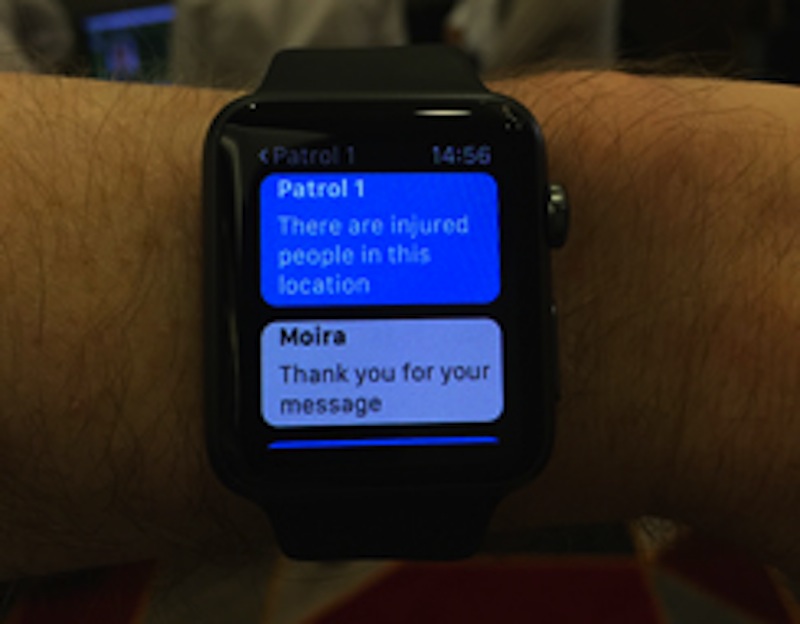 <Patrol 1 14:56
Patrol 1
There are injured
people in this
location
Moira
Thank you for your
message